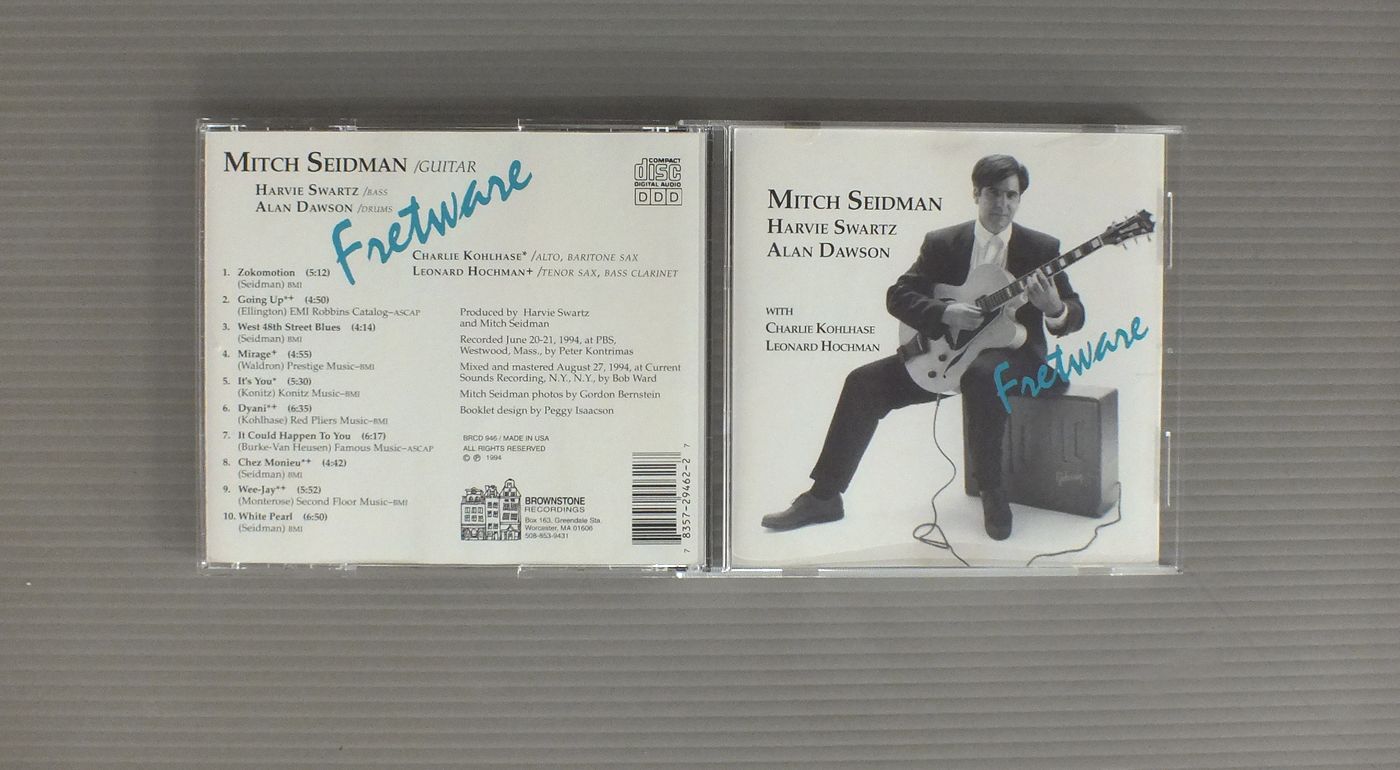 MITCH SEIDMAN /GUITAR
HARVIE SWARTZ /BASS
ALAN DAWSON /DRUMS
Fretware
COMPACT
disc
DIGITAL AUDIO
DDD
CHARLIE KOHLHASE* /ALTO, BARITONE SAX
LEONARD HOCHMAN+ /TENOR SAX, BASS CLARINET
1. Zokomotion (5:12)
(Seidman) BMI
2. Going Up*+ (4:50)
(Ellington) EMI Robbins Catalog–ASCAP
3. West 48th Street Blues (4:14)
(Seidman) BMI
4. Mirage+ (4:55)
(Waldron) Prestige Music–BMI
5. It's You* (5:30)
(Konitz) Konitz Music–BMI
6. Dyani*+ (6:35)
(Kohlhase) Red Pliers Music–BMI
7. It Could Happen To You (6:17)
(Burke-Van Heusen) Famous Music–ASCAP
8. Chez Monieu*+ (4:42)
(Seidman) BMI
9. Wee-Jay*+ (5:52)
(Monterose) Second Floor Music–BMI
10. White Pearl (6:50)
(Seidman) BMI
Produced by Harvie Swartz
and Mitch Seidman
Recorded June 20-21, 1994, at PBS,
Westwood, Mass., by Peter Kontrimas
Mixed and mastered August 27, 1994, at Current
Sounds Recording, N.Y., N.Y., by Bob Ward
Mitch Seidman photos by Gordon Bernstein
Booklet design by Peggy Isaacson
BRCD 946 / MADE IN USA
ALL RIGHTS RESERVED
© ℗ 1994
BROWNSTONE
RECORDINGS
Box 163, Greendale Sta.
Worcester, MA 01606
508-853-9431
7 8357-29462-2 7
MITCH SEIDMAN
HARVIE SWARTZ
ALAN DAWSON
WITH
CHARLIE KOHLHASE
LEONARD HOCHMAN
Fretware
Gibson